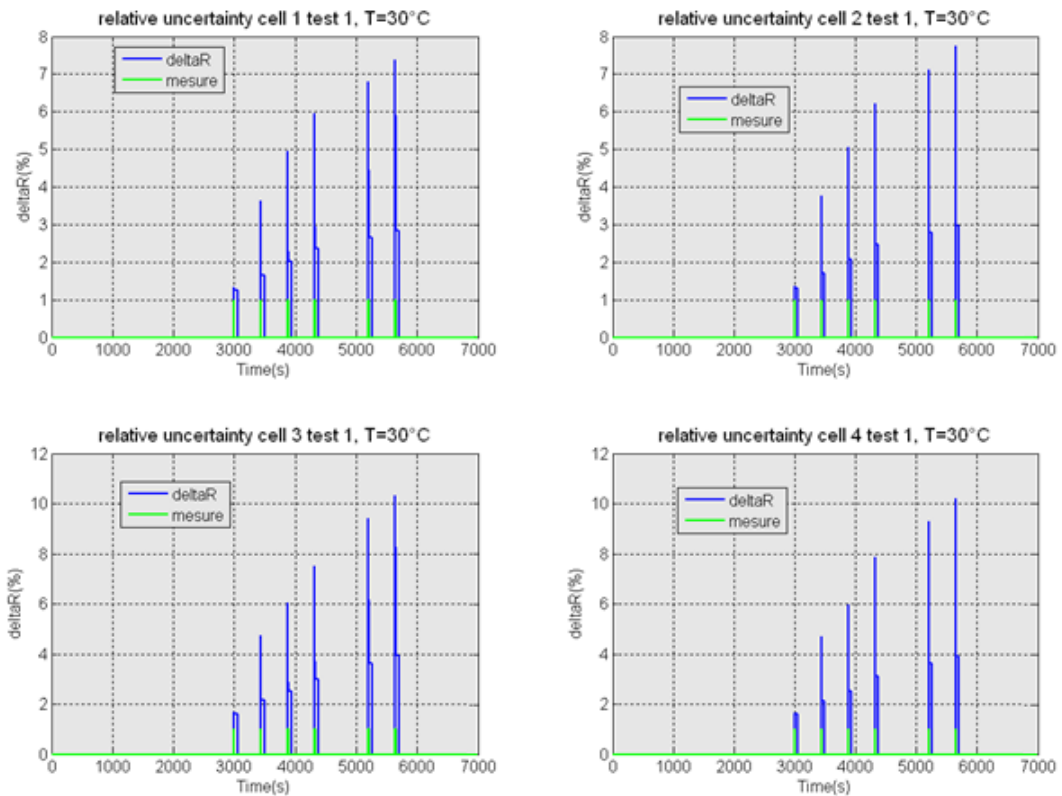 relative uncertainty cell 1 test 1, T=30°C
8
7
6
5
4
3
2
1
0
deltaR(%)
deltaR
mesure
0 1000 2000 3000 4000 5000 6000 7000
Time(s)
relative uncertainty cell 2 test 1, T=30°C
8
7
6
5
4
3
2
1
0
deltaR(%)
deltaR
mesure
0 1000 2000 3000 4000 5000 6000 7000
Time(s)
relative uncertainty cell 3 test 1, T=30°C
12
10
8
6
4
2
0
deltaR(%)
deltaR
mesure
0 1000 2000 3000 4000 5000 6000 7000
Time(s)
relative uncertainty cell 4 test 1, T=30°C
12
10
8
6
4
2
0
deltaR(%)
deltaR
mesure
0 1000 2000 3000 4000 5000 6000 7000
Time(s)